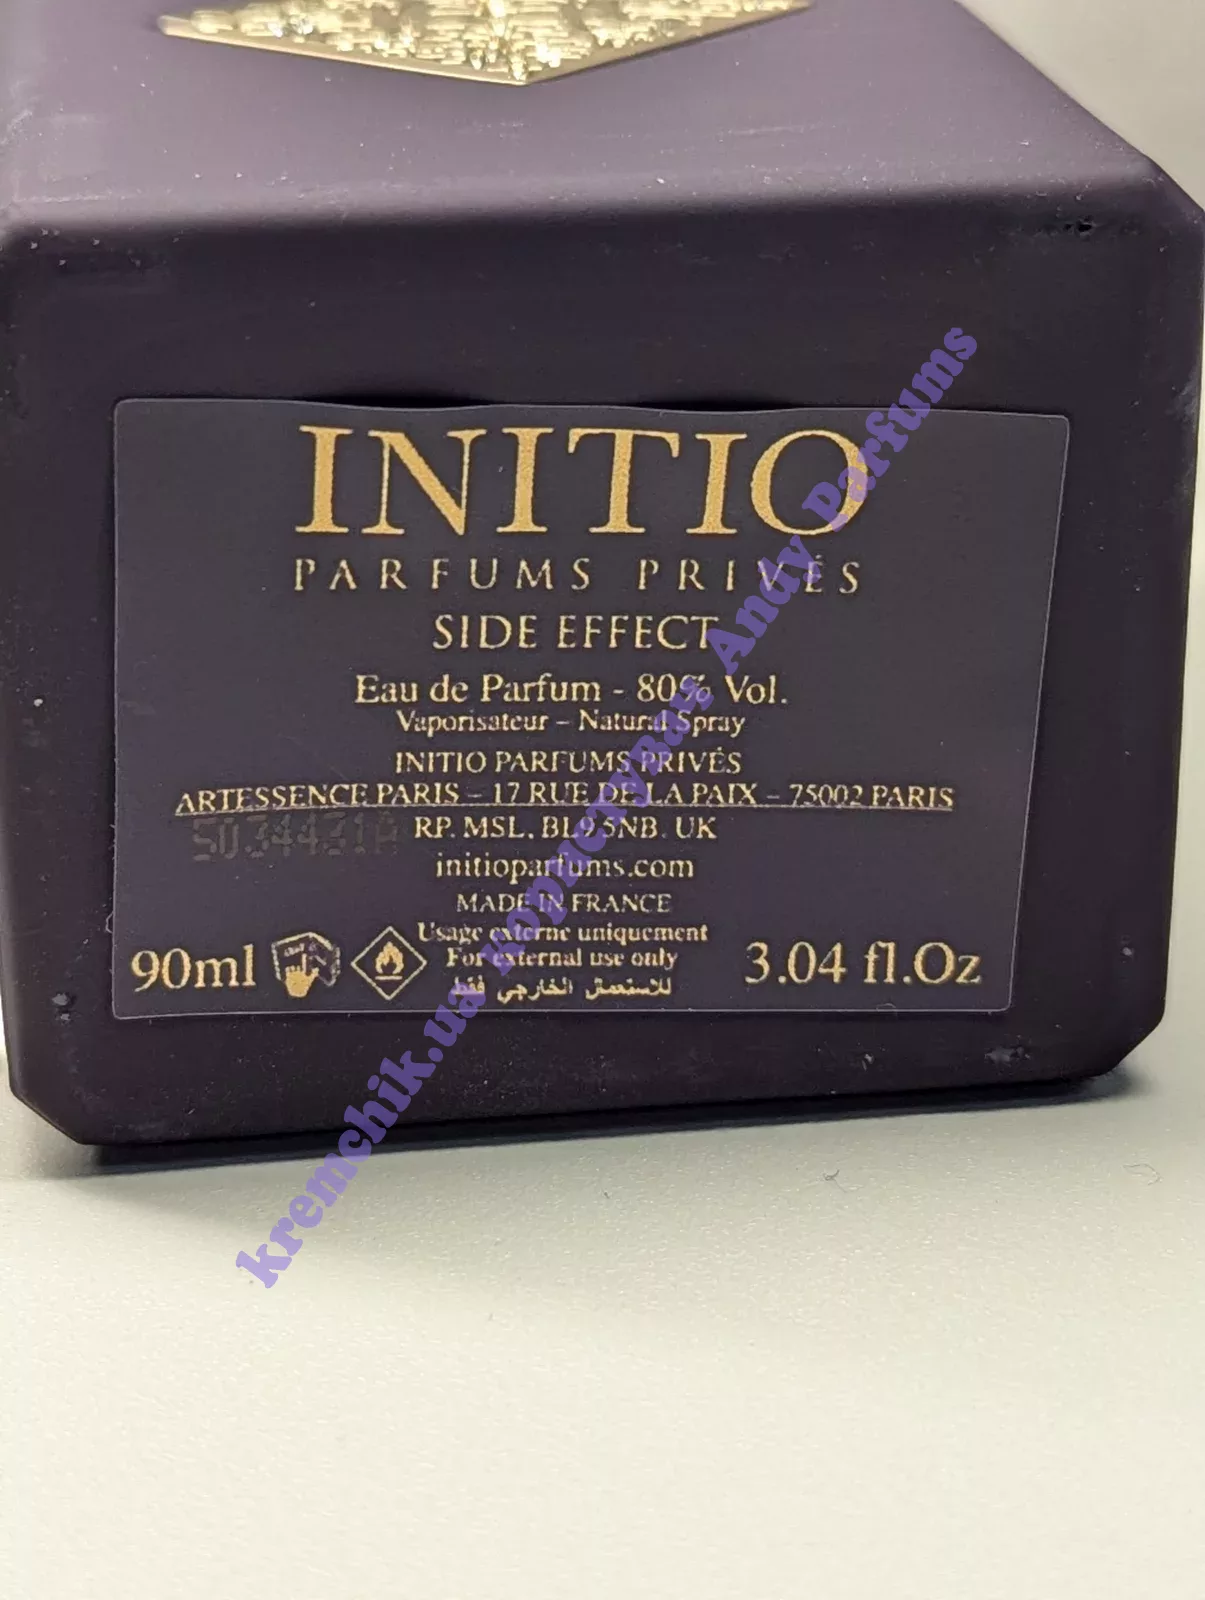 INITIO
PARFUMS PRIVÉS
SIDE EFFECT
Eau de Parfum - 80% Vol.
Vaporisateur – Natural Spray
INITIO PARFUMS PRIVÉS
ARTESSENCE PARIS – 17 RUE DE LA PAIX – 75002 PARIS
S034431A
RP. MSL. BL9 5NB. UK
initioparfums.com
MADE IN FRANCE
Usage externe uniquement
For external use only
للاستعمال الخارجي فقط
90ml
3.04 fl.Oz
kremchik.ua користувач Andy Parfums